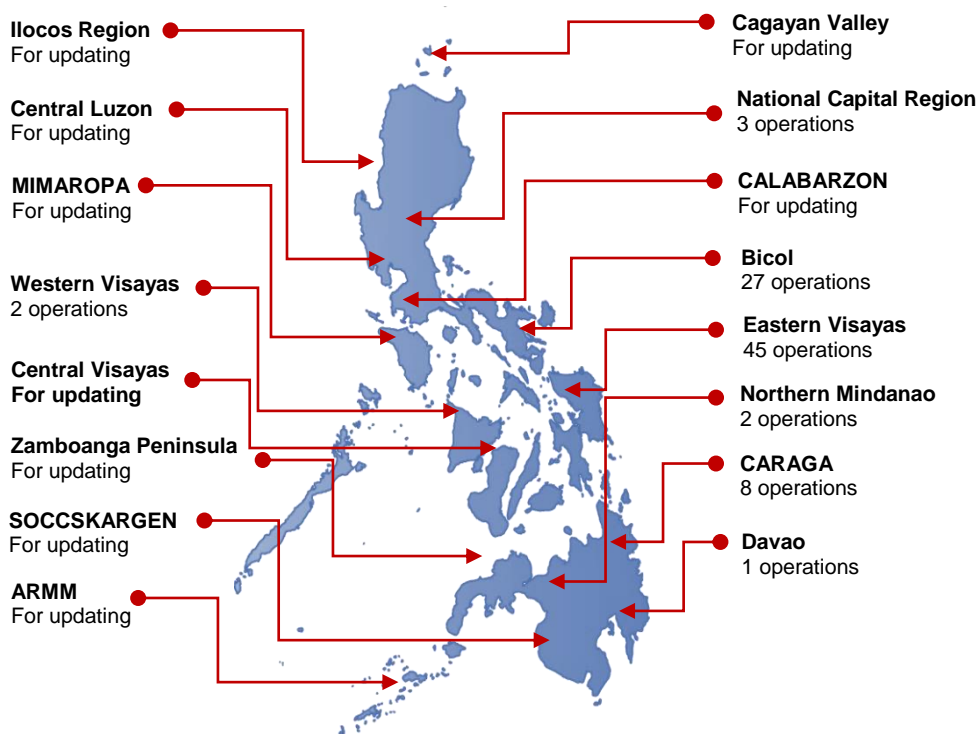 Ilocos Region
For updating
Central Luzon
For updating
MIMAROPA
For updating
Western Visayas
2 operations
Central Visayas
For updating
Zamboanga Peninsula
For updating
SOCCSKARGEN
For updating
ARMM
For updating
Cagayan Valley
For updating
National Capital Region
3 operations
CALABARZON
For updating
Bicol
27 operations
Eastern Visayas
45 operations
Northern Mindanao
2 operations
CARAGA
8 operations
Davao
1 operations